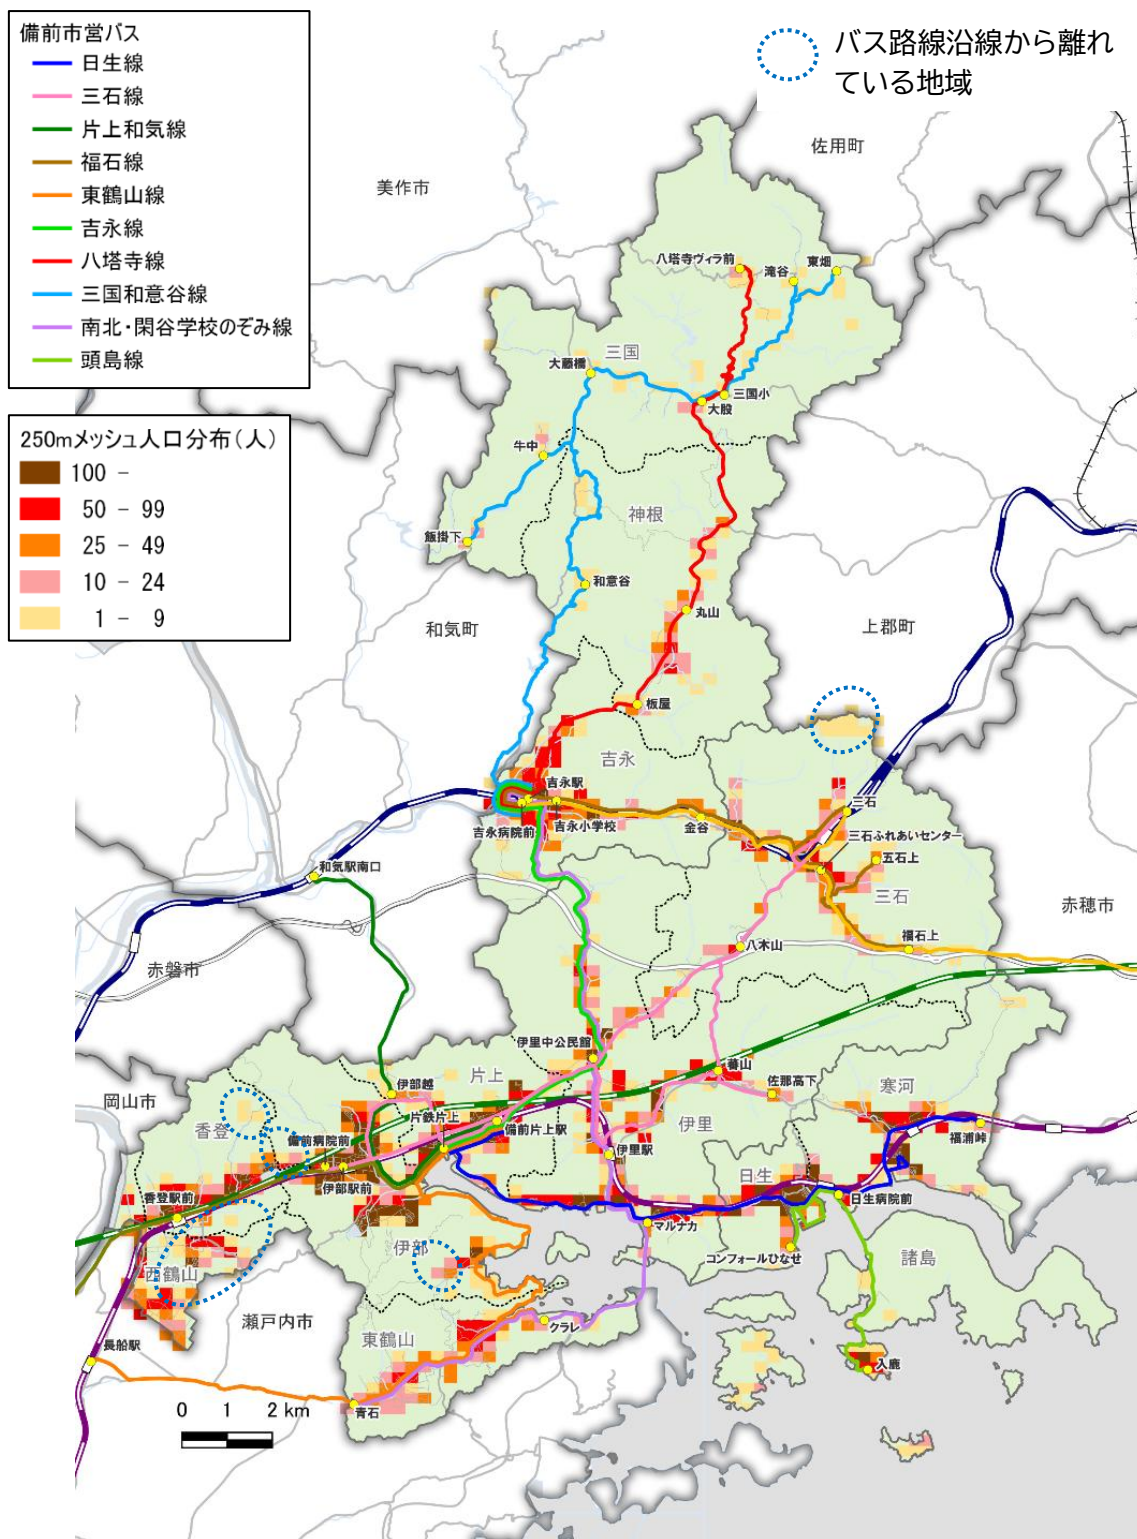 備前市営バス
日生線
三石線
片上和気線
福石線
東鶴山線
吉永線
八塔寺線
三国和意谷線
南北・閑谷学校のぞみ線
頭島線
バス路線沿線から離れ
ている地域
250mメッシュ人口分布(人)
100 -
50 - 99
25 - 49
10 - 24
1 - 9
佐用町
美作市
八塔寺ヴィラ前
滝谷
東畑
三国
大藤橋
三国小
大股
牛中
神根
飯掛下
和意谷
丸山
和気町
上郡町
板屋
吉永
吉永駅
吉永病院前
吉永小学校
金谷
三石
三石ふれあいセンター
五石上
三石
和気駅南口
赤穂市
福石上
八木山
赤磐市
伊里中公民館
蕃山
佐那高下
寒河
片上
伊部越
岡山市
香登
片鉄片上
備前片上駅
備前病院前
伊里
福浦峠
伊里駅
伊部駅前
日生
香登駅前
日生病院前
マルナカ
伊部
コンフォールひなせ
諸島
西鶴山
瀬戸内市
クラレ
東鶴山
長船駅
入鹿
青石
0 1 2 km